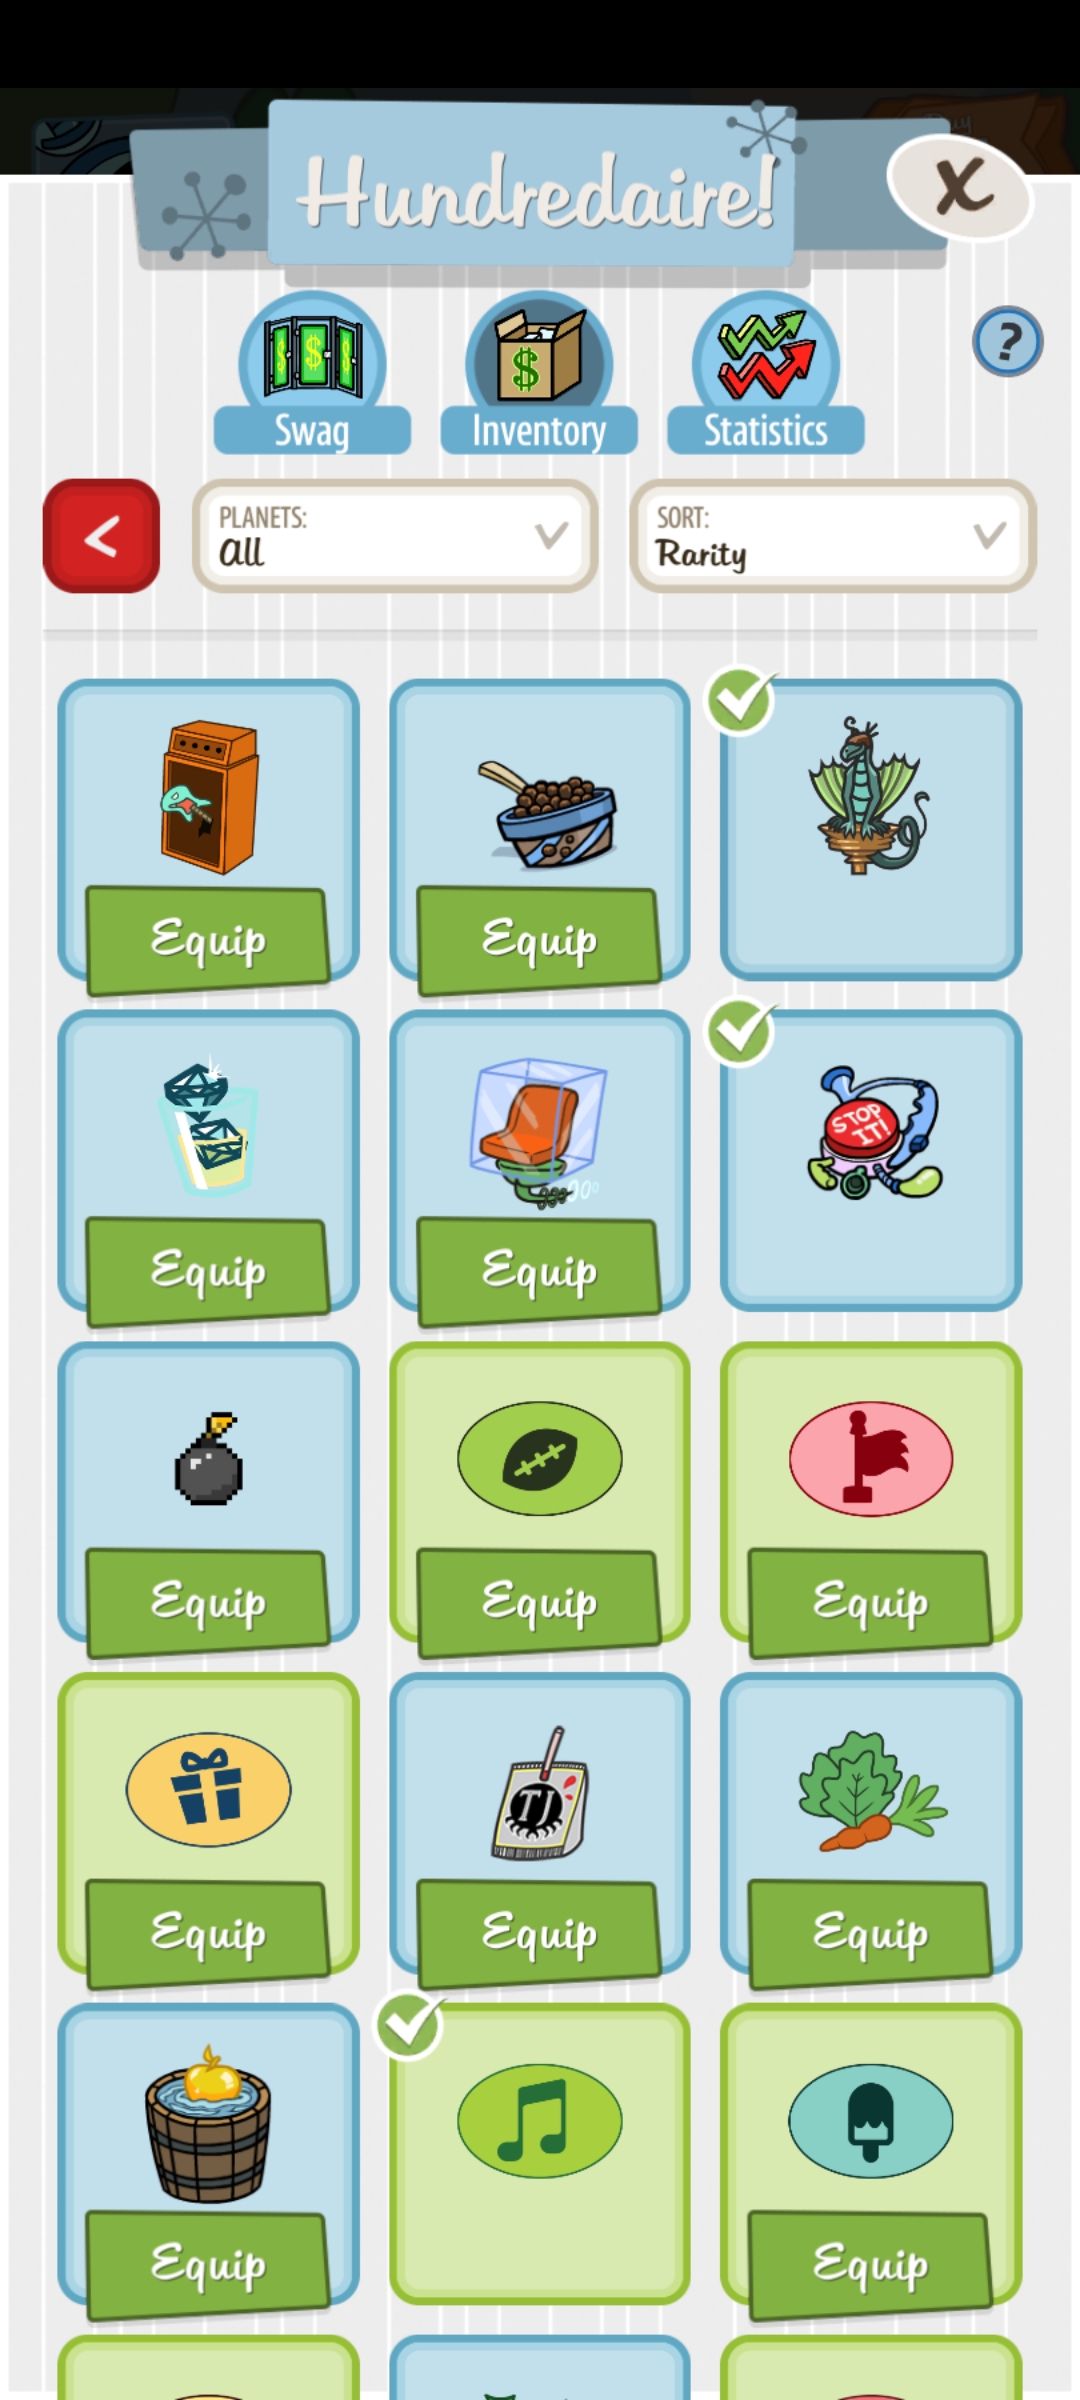 Hundredaire!
X
Swag
Inventory
Statistics
?
PLANETS:
All
SORT:
Rarity
Equip
Equip
STOP
IT!
Equip
Equip
Equip
Equip
Equip
TJ
Equip
Equip
Equip
Equip
Equip